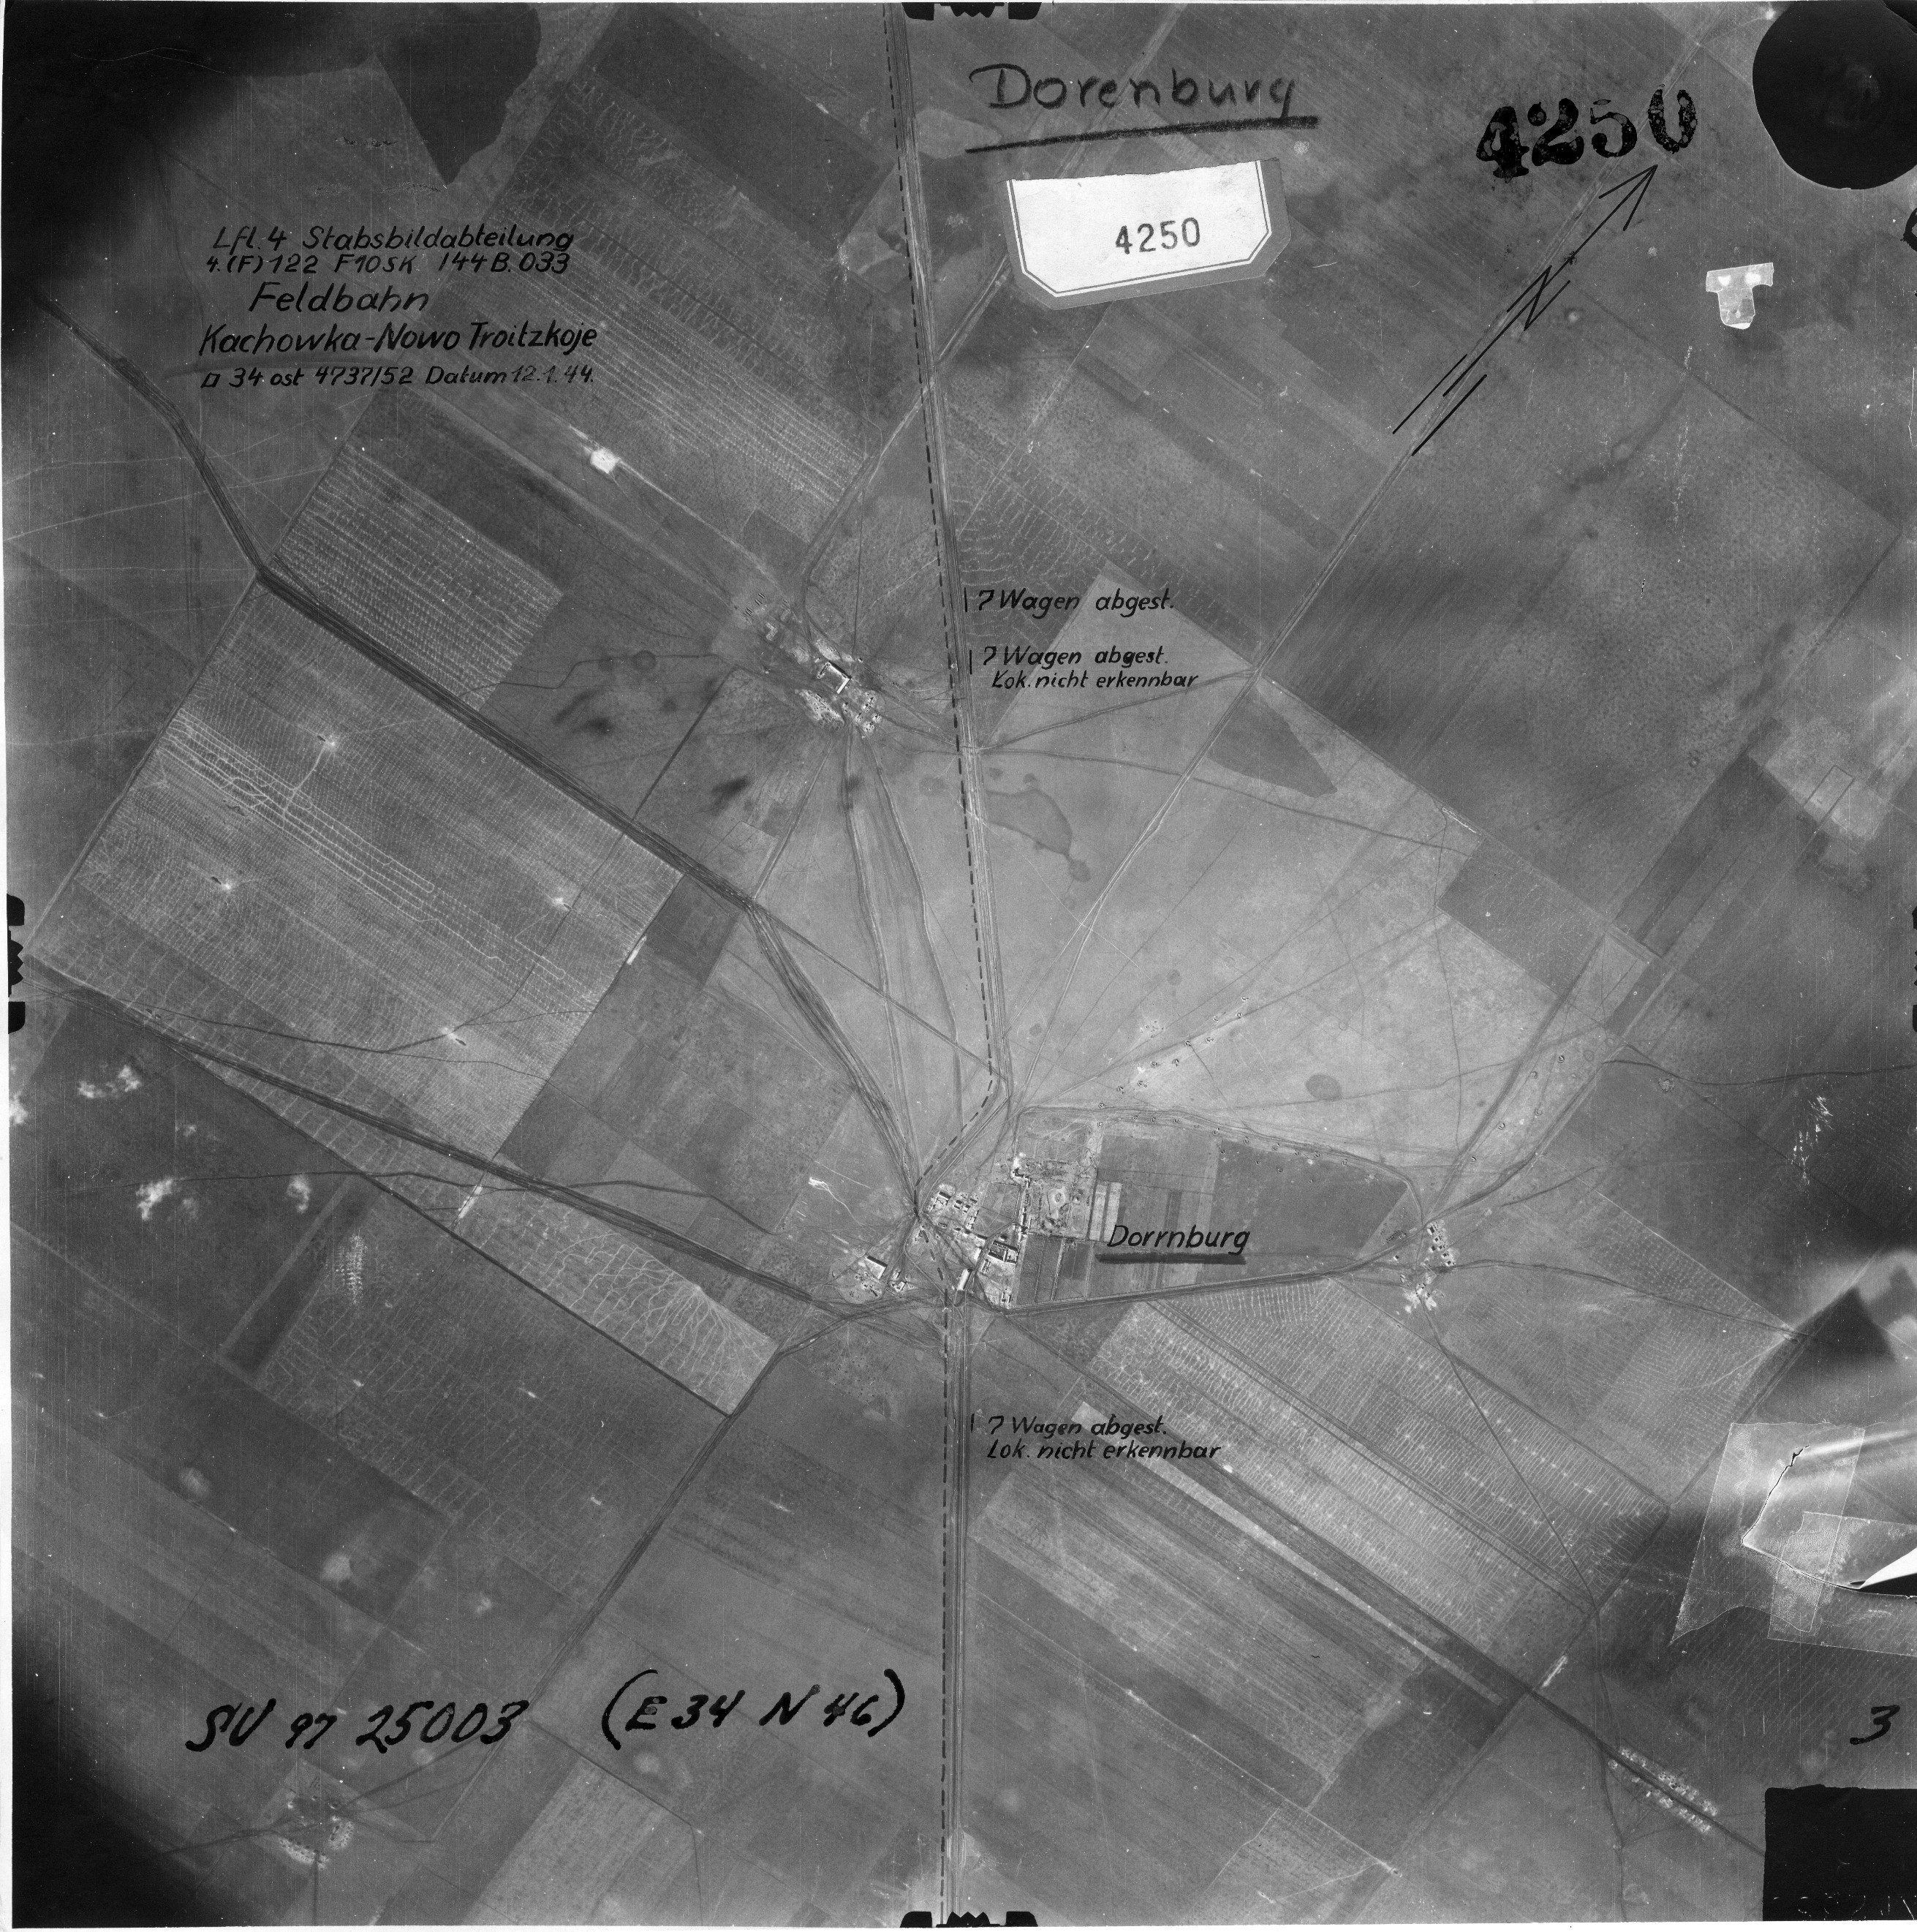 Dorenburg
4250
4250
N
Lfl. 4 Stabsbildabteilung
4.(F)122 F105K 144B.033
Feldbahn
Kachowka-Nowo Troitzkoje
34 ost 4737/52 Datum 12.1.44.
7 Wagen abgest.
7 Wagen abgest.
Lok. nicht erkennbar
Dorrnburg
7 Wagen abgest.
Lok. nicht erkennbar
SU 97 25003 (E 34 N 46)
3